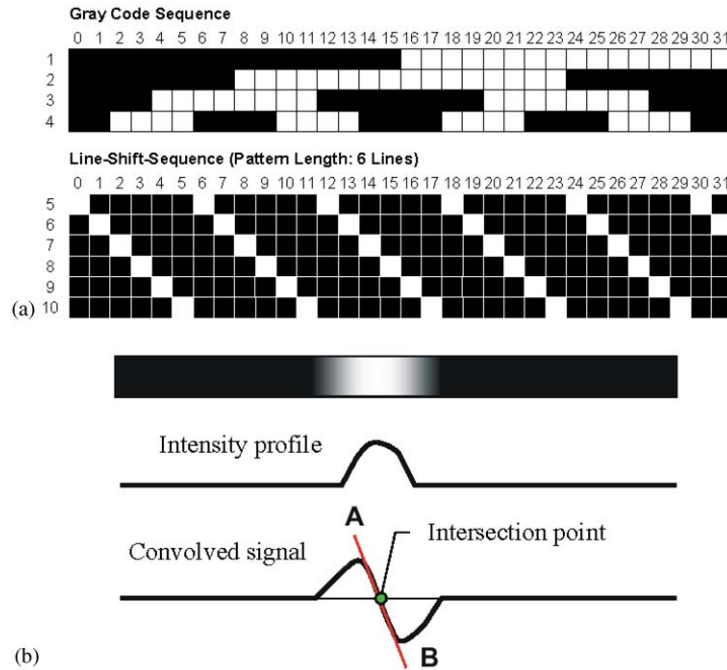 Gray Code Sequence
0 1 2 3 4 5 6 7 8 9 10 11 12 13 14 15 16 17 18 19 20 21 22 23 24 25 26 27 28 29 30 31
1
2
3
4
Line-Shift-Sequence (Pattern Length: 6 Lines)
0 1 2 3 4 5 6 7 8 9 10 11 12 13 14 15 16 17 18 19 20 21 22 23 24 25 26 27 28 29 30 31
5
6
7
8
9
(a) 10
Intensity profile
A
Intersection point
Convolved signal
B
(b)